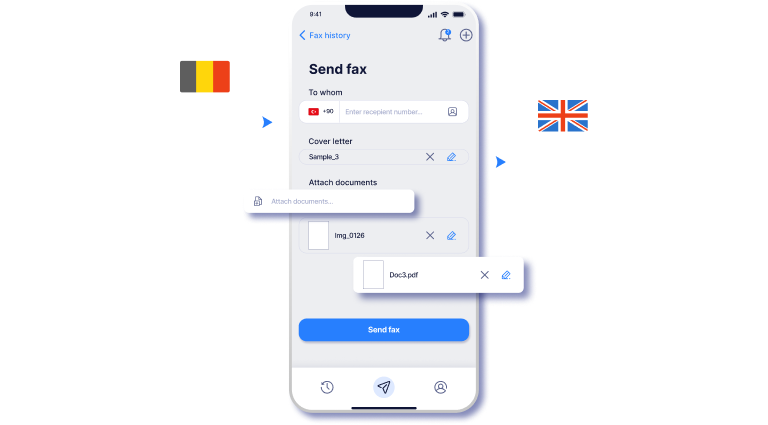 9:41
Fax history
Send fax
To whom
+90 Enter recepient number...
Cover letter
Sample_3
Attach documents
Attach documents...
Img_0126
Doc3.pdf
Send fax